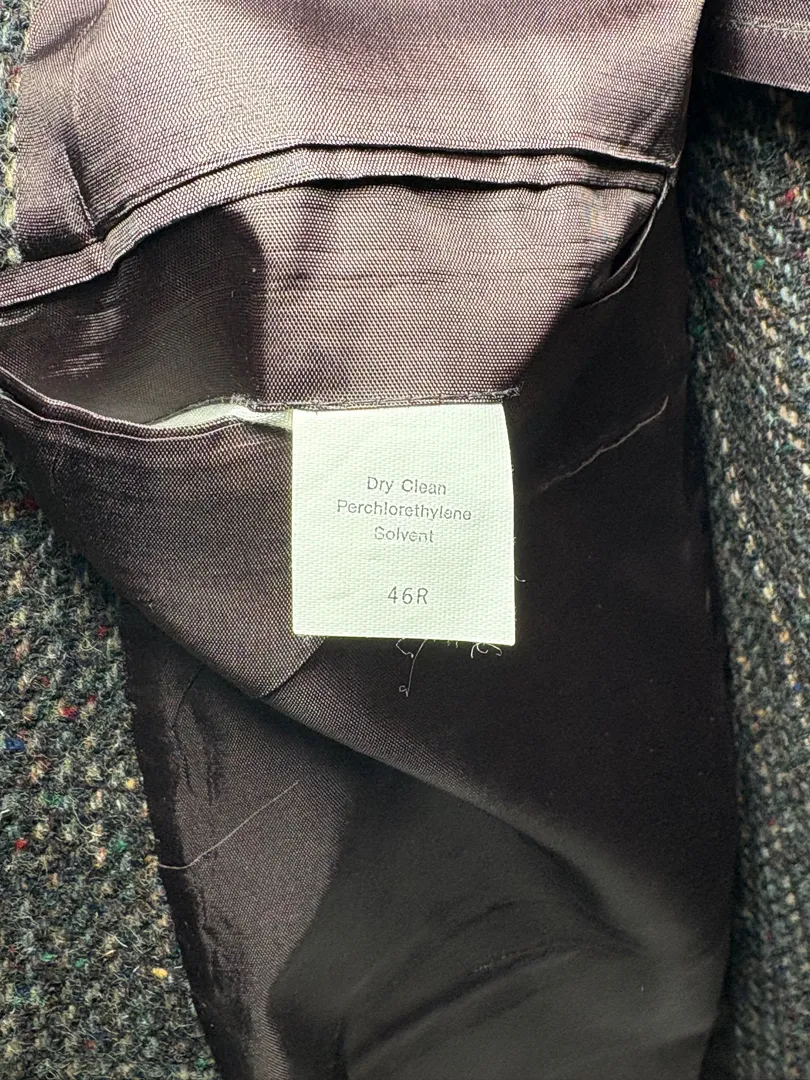 Dry Clean
Perchlorethylene
Solvent
46R